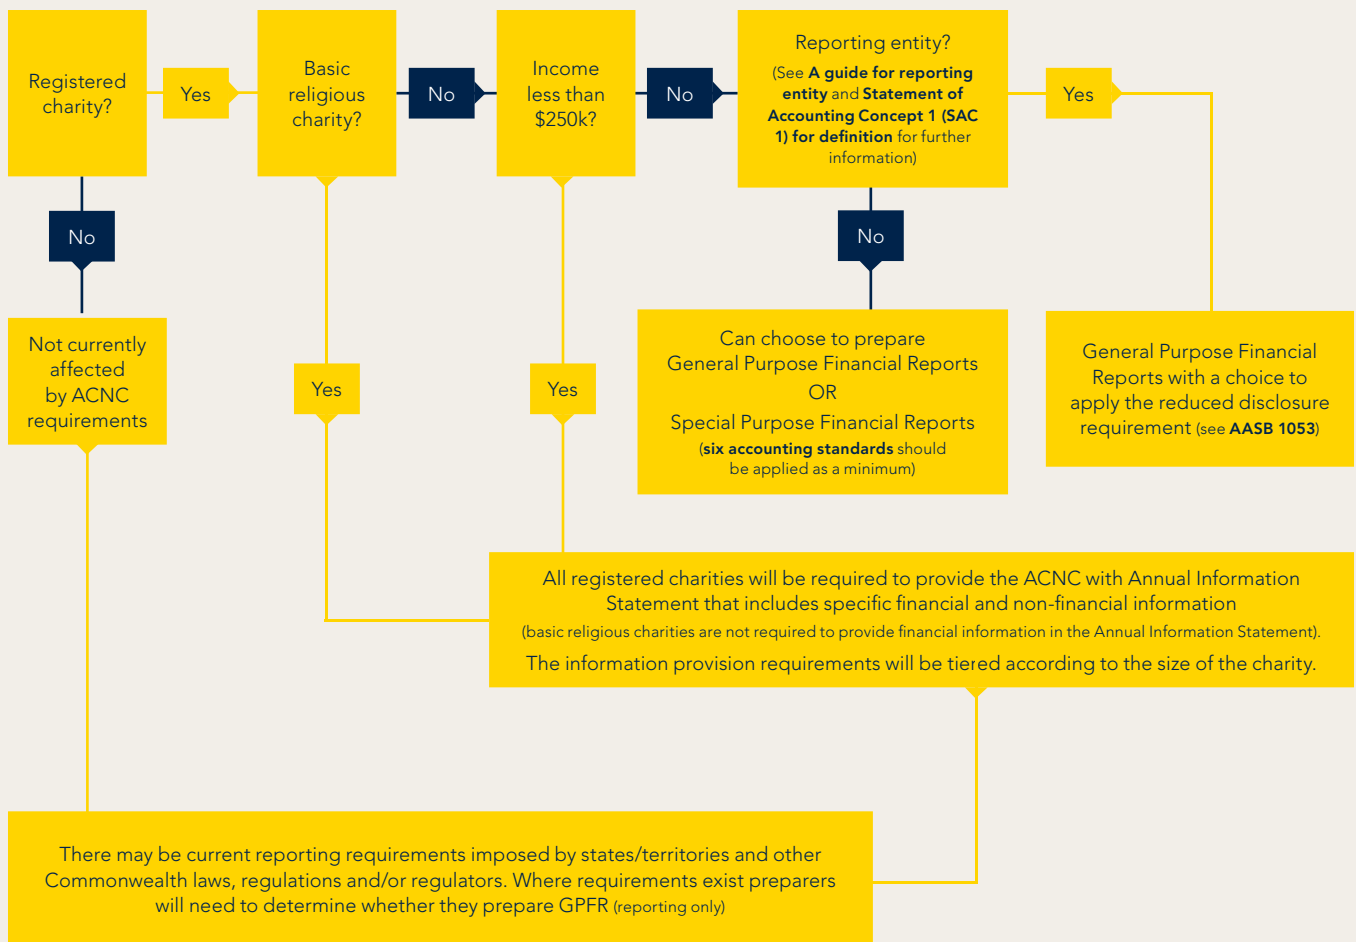 Registered
charity?
Yes
Basic
religious
charity?
No
Income
less than
$250k?
No
Reporting entity?
(See A guide for reporting
entity and Statement of
Accounting Concept 1 (SAC
1) for definition for further
information)
Yes
No
No
Not currently
affected
by ACNC
requirements
Yes
Yes
Can choose to prepare
General Purpose Financial Reports
OR
Special Purpose Financial Reports
(six accounting standards should
be applied as a minimum)
General Purpose Financial
Reports with a choice to
apply the reduced disclosure
requirement (see AASB 1053)
All registered charities will be required to provide the ACNC with Annual Information
Statement that includes specific financial and non-financial information
(basic religious charities are not required to provide financial information in the Annual Information Statement).
The information provision requirements will be tiered according to the size of the charity.
There may be current reporting requirements imposed by states/territories and other
Commonwealth laws, regulations and/or regulators. Where requirements exist preparers
will need to determine whether they prepare GPFR (reporting only)